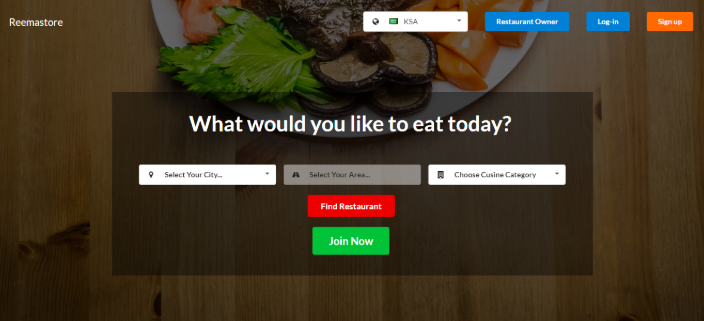 Reemastore
KSA
Restaurant Owner
Log-in
Sign up
What would you like to eat today?
Select Your City...
Select Your Area...
Choose Cusine Category
Find Restaurant
Join Now